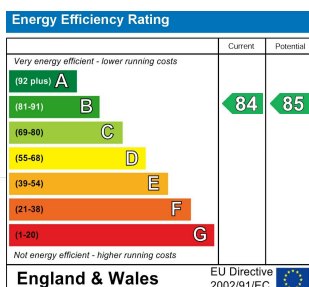 Energy Efficiency Rating
Current Potential
Very energy efficient - lower running costs
(92 plus) A
(81-91) B 84 85
(69-80) C
(55-68) D
(39-54) E
(21-38) F
(1-20) G
Not energy efficient - higher running costs
England & Wales
EU Directive
2002/91/EC